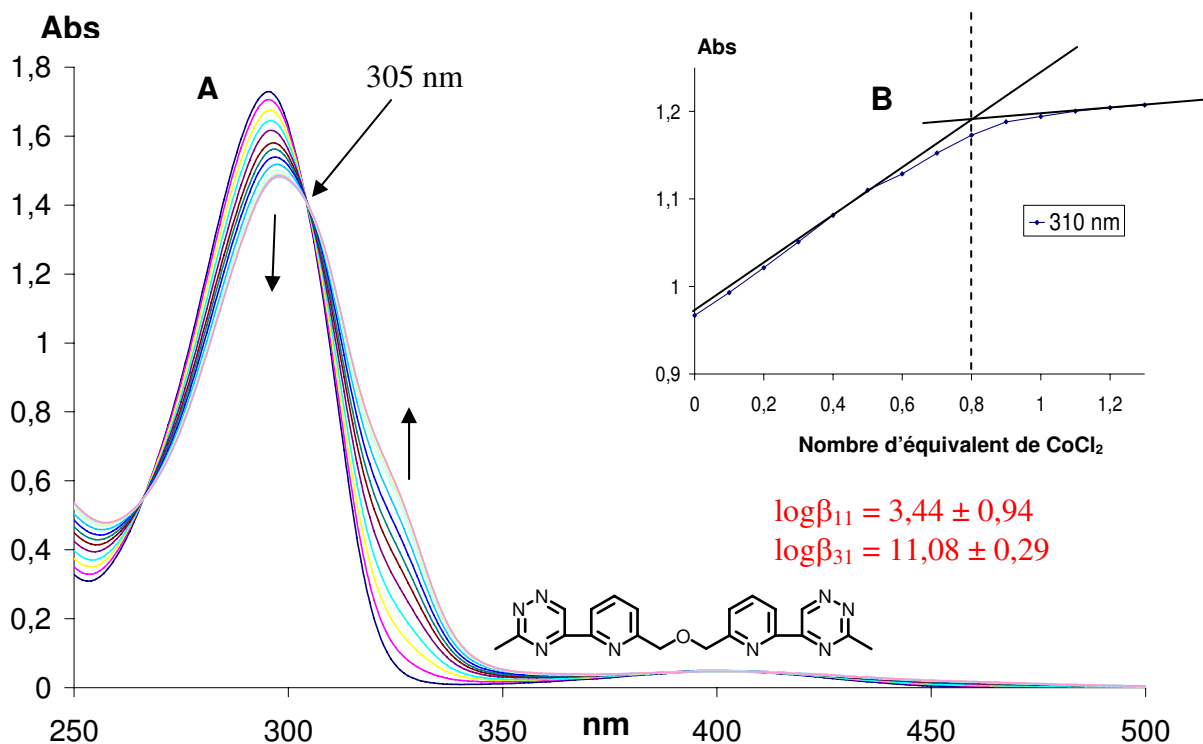 Abs
1,8
1,6
1,4
1,2
1
0,8
0,6
0,4
0,2
0
250
300
350
400
450
500
nm
A
305 nm
Abs
B
1,2
1,1
1
0,9
0
0,2
0,4
0,6
0,8
1
1,2
310 nm
Nombre d'équivalent de CoCl₂
logβ₁₁ = 3,44 ± 0,94
logβ₃₁ = 11,08 ± 0,29
N
N
N
N
O
N
N
N
N